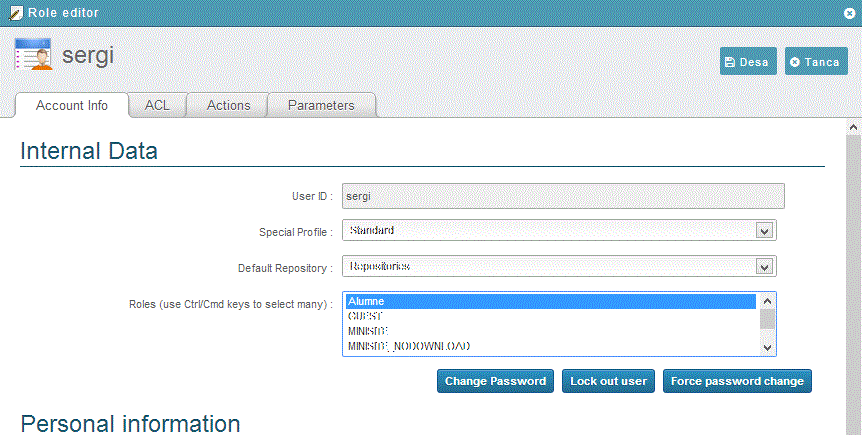 Role editor
sergi
Desa
Tanca
Account Info
ACL
Actions
Parameters
Internal Data
User ID :
sergi
Special Profile :
Standard
Default Repository :
Repositories
Roles (use Ctrl/Cmd keys to select many) :
Alumne
GUEST
MINISITE
MINISITE_NODOWNLOAD
Change Password
Lock out user
Force password change
Personal information